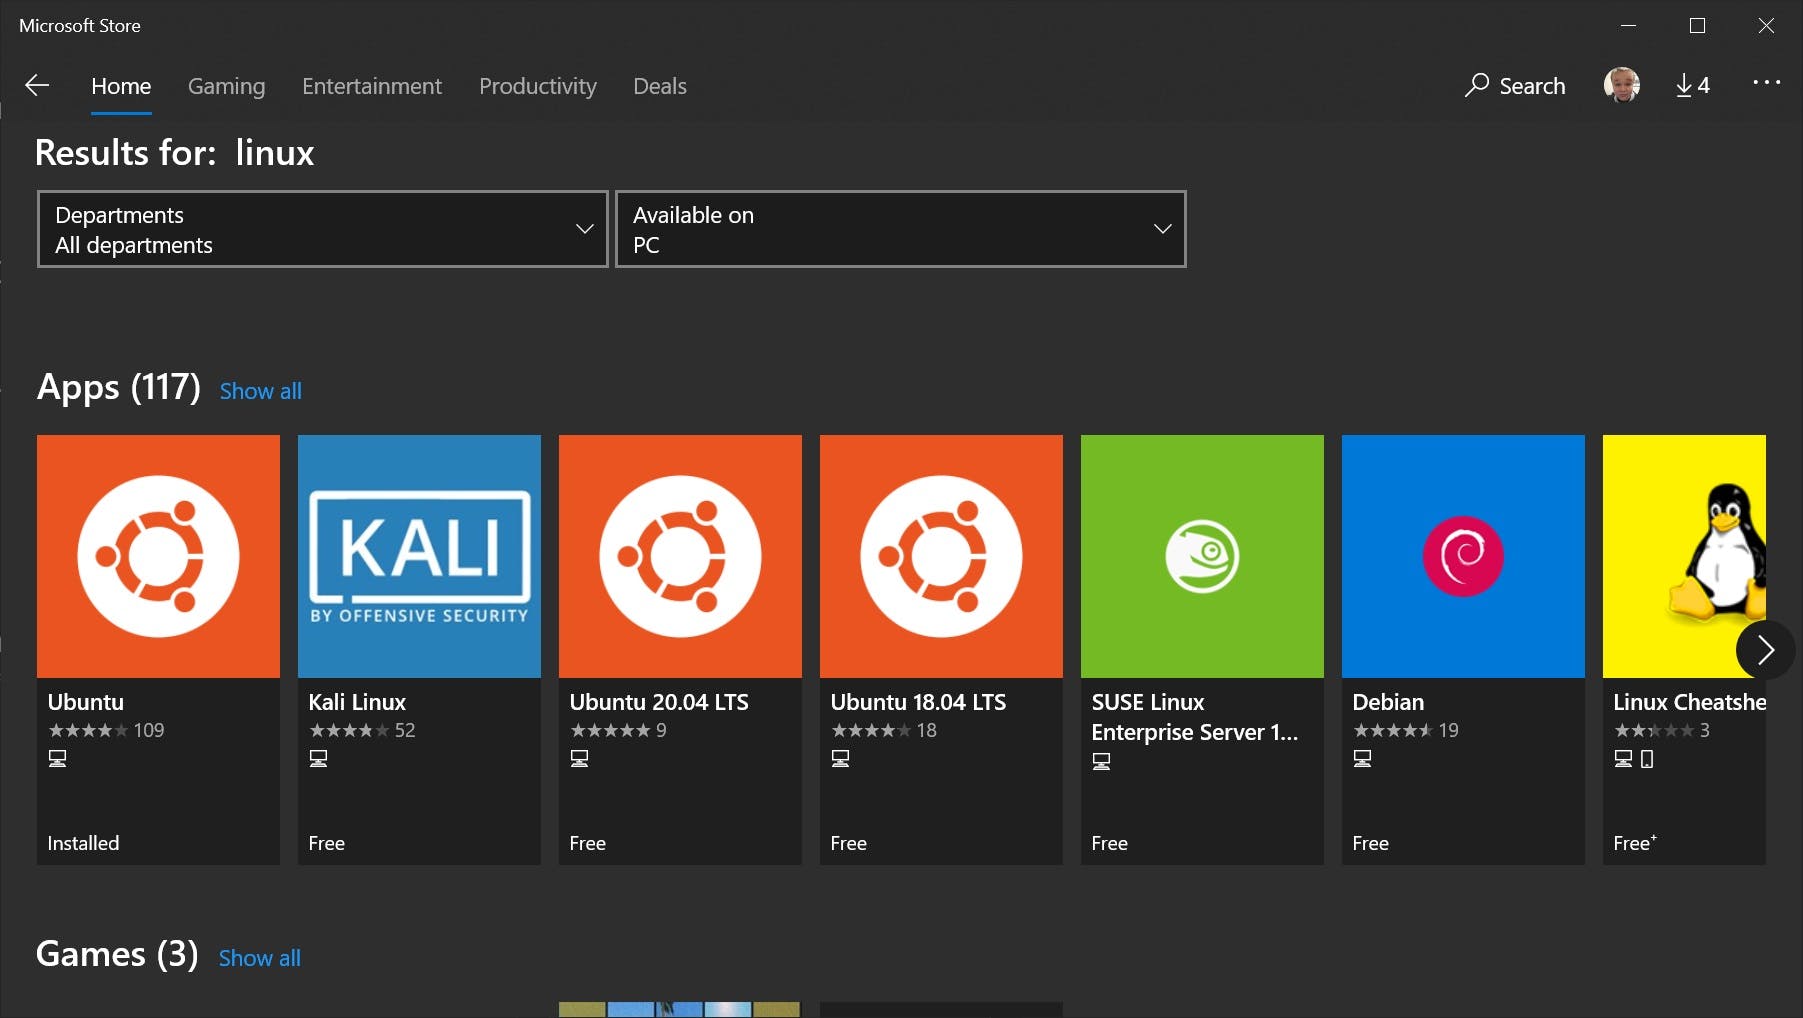 Microsoft Store
Home Gaming Entertainment Productivity Deals Search 4
Results for: linux
Departments
All departments
Available on
PC
Apps (117) Show all
KALI
BY OFFENSIVE SECURITY
Ubuntu
109
Installed
Kali Linux
52
Free
Ubuntu 20.04 LTS
9
Free
Ubuntu 18.04 LTS
18
Free
SUSE Linux
Enterprise Server 1...
Free
Debian
19
Free
Linux Cheatshe
3
Free+
Games (3) Show all